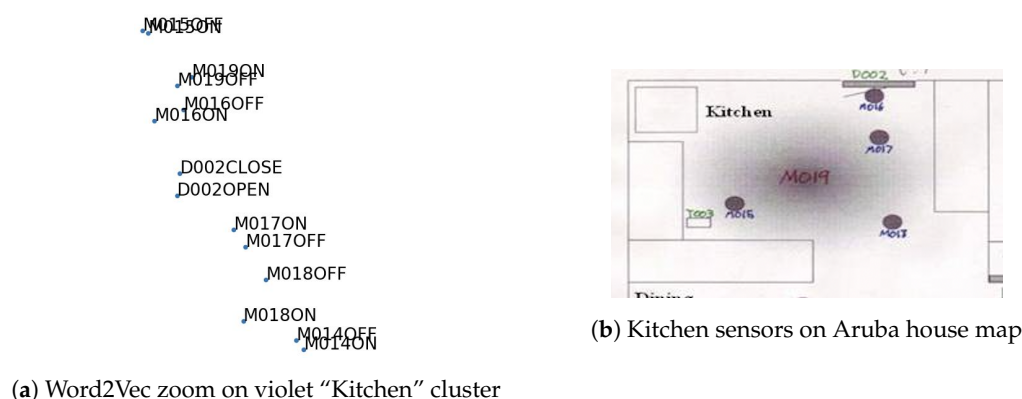 M015OFF
M015ON
M019ON
M019OFF
M016OFF
M016ON
D002CLOSE
D002OPEN
M017ON
M017OFF
M018OFF
M018ON
M014OFF
M014ON
(a) Word2Vec zoom on violet “Kitchen” cluster
D002
Kitchen
M016
M017
M019
T003
M015
Dining
(b) Kitchen sensors on Aruba house map